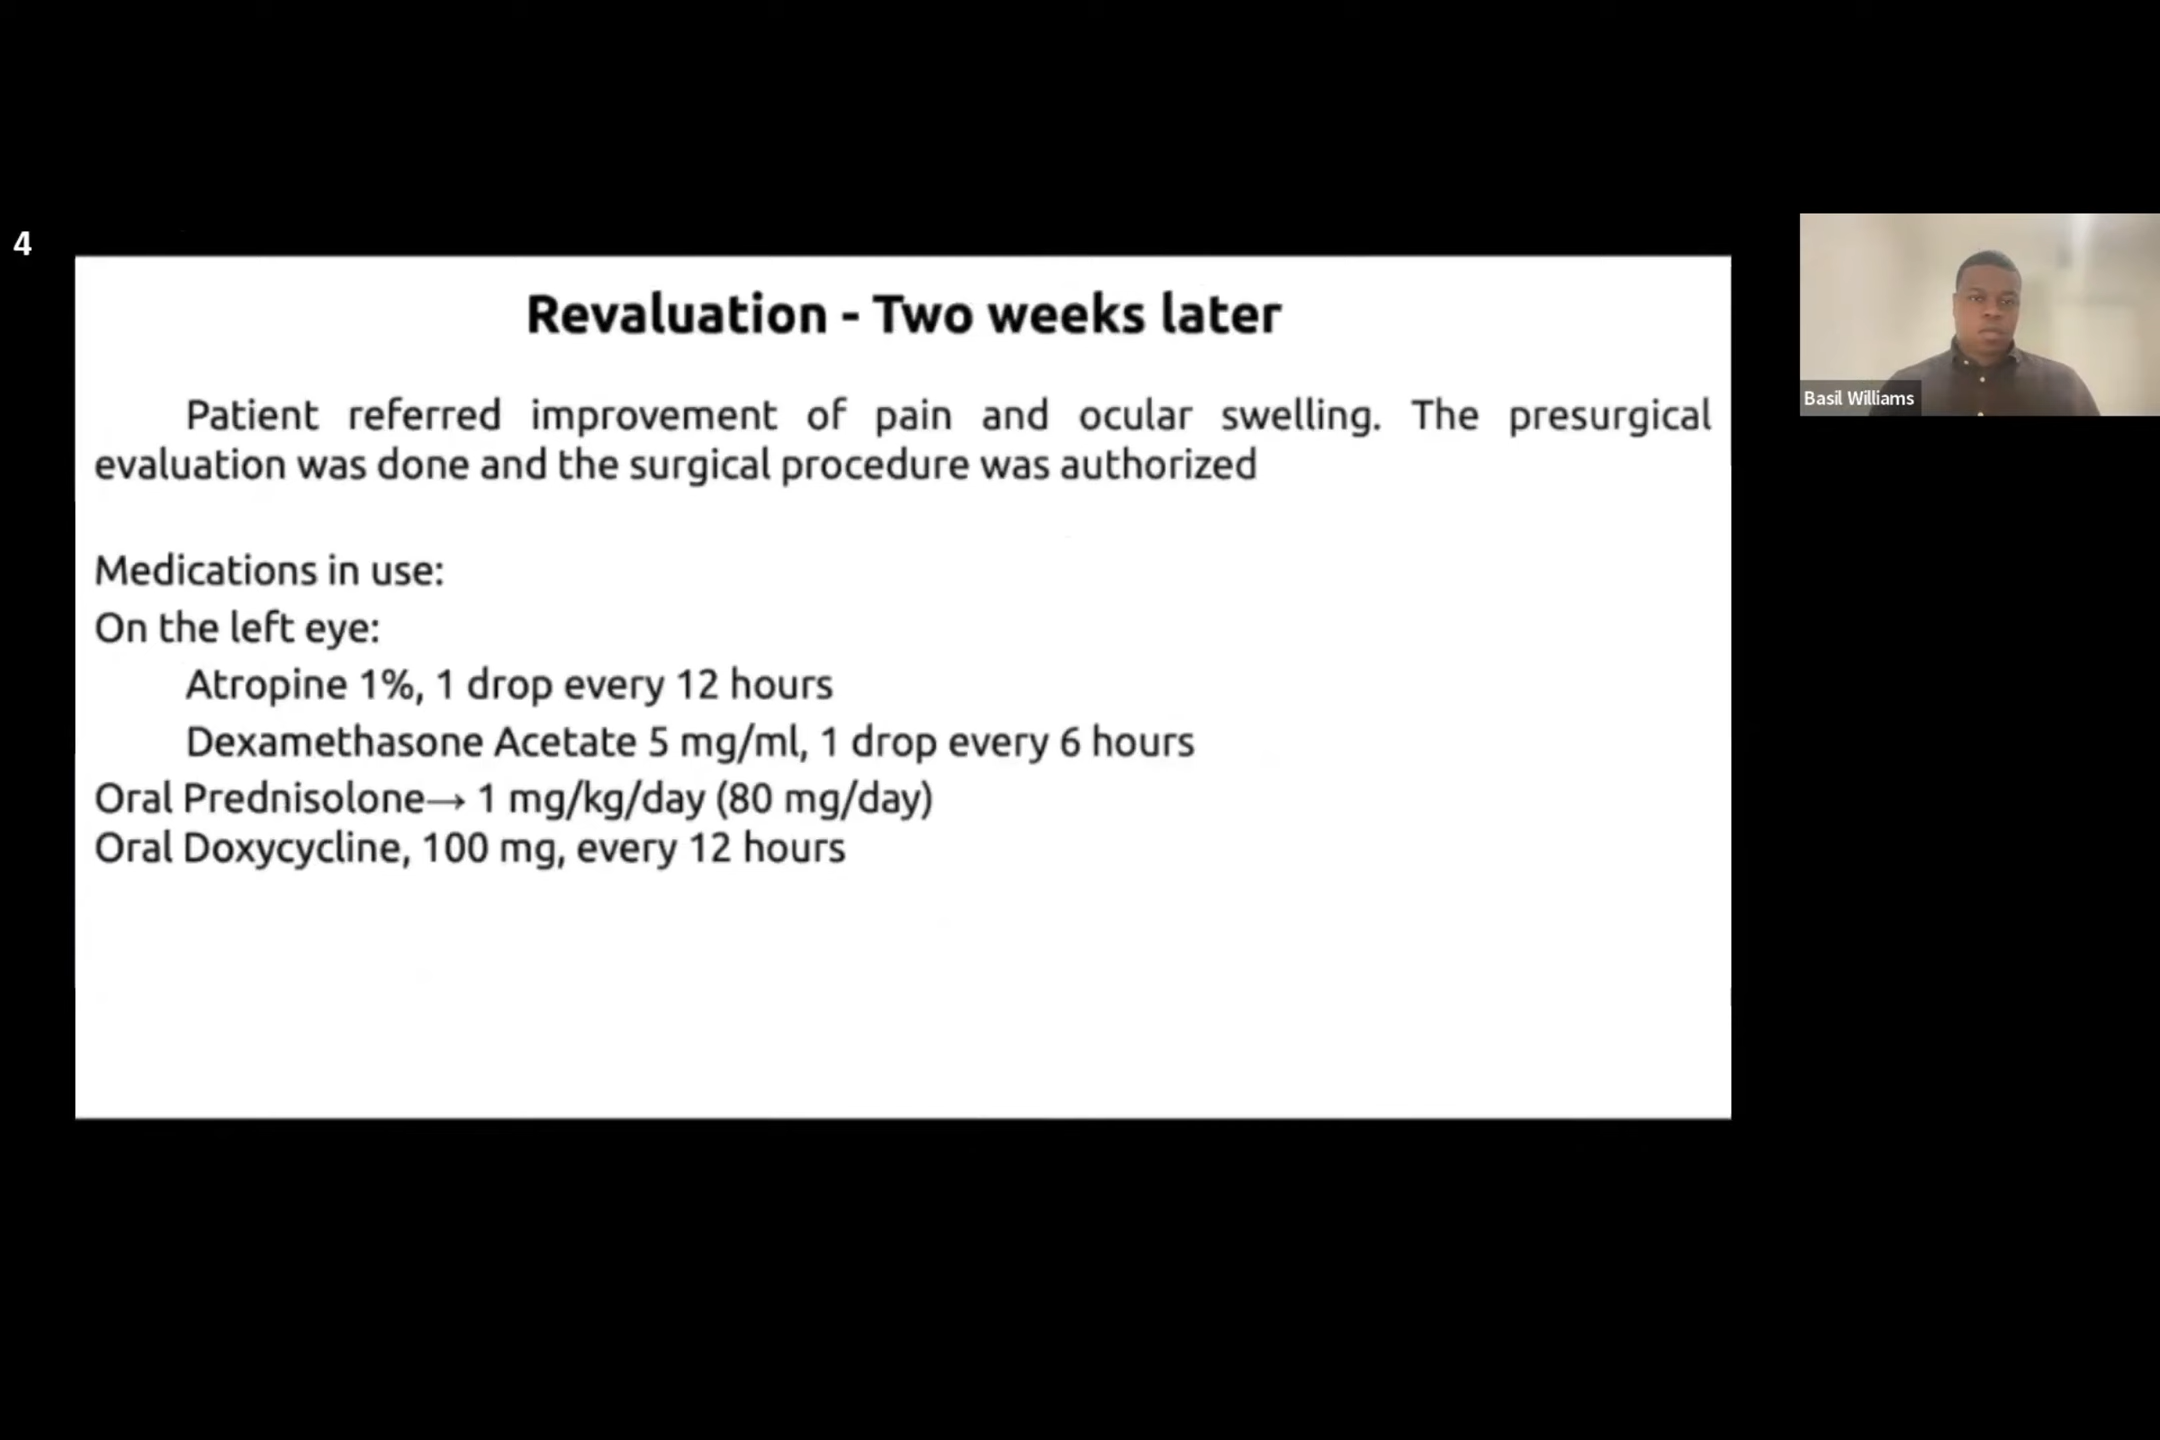 4
Revaluation - Two weeks later
Patient referred improvement of pain and ocular swelling. The presurgical
evaluation was done and the surgical procedure was authorized
Medications in use:
On the left eye:
Atropine 1%, 1 drop every 12 hours
Dexamethasone Acetate 5 mg/ml, 1 drop every 6 hours
Oral Prednisolone→ 1 mg/kg/day (80 mg/day)
Oral Doxycycline, 100 mg, every 12 hours
Basil Williams